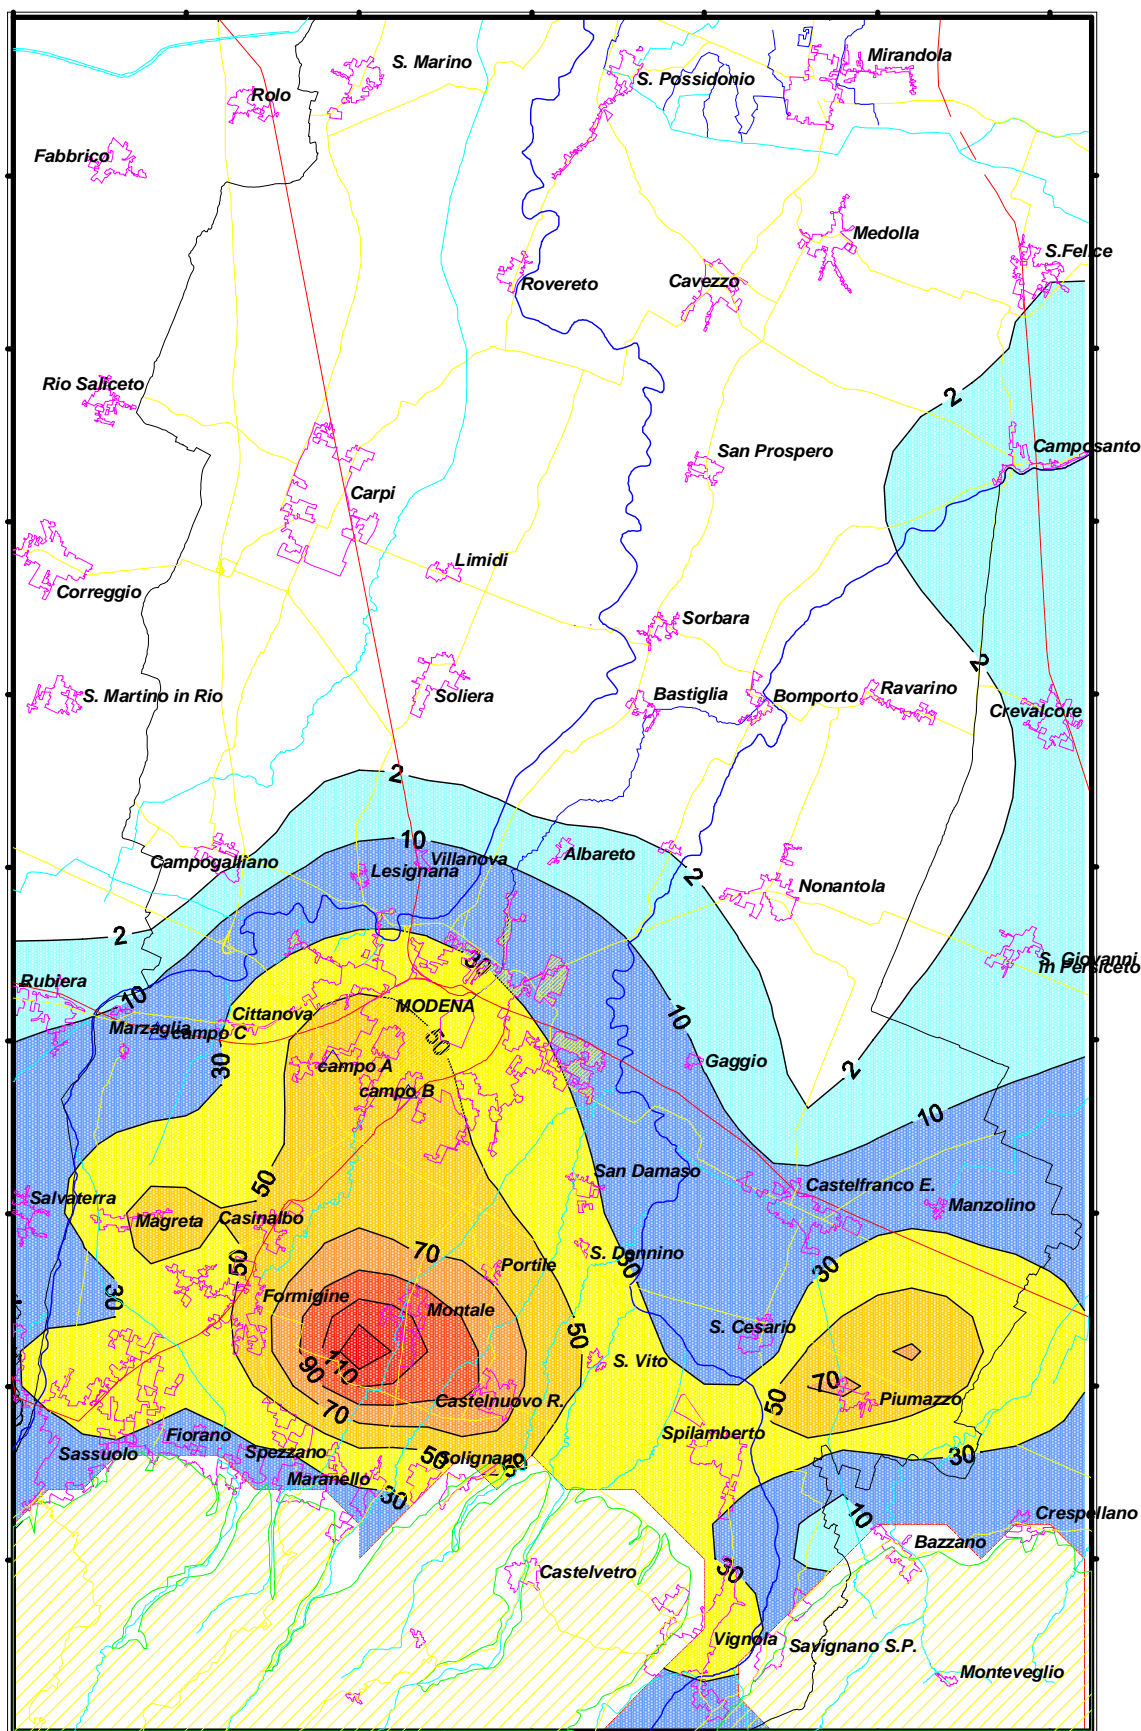 Mirandola
S. Marino
S. Possidonio
Rolo
Fabbrico
Medolla
S.Felice
Rovereto
Cavezzo
Rio Saliceto
2
Camposanto
San Prospero
Carpi
Limidi
Correggio
Sorbara
2
S. Martino in Rio
Soliera
Bastiglia
Bomporto
Ravarino
Crevalcore
2
10
Campogalliano
Lesignana
Villanova
Albareto
2
Nonantola
2
30
S. Giovanni
in Persiceto
Rubiera
10
MODENA
Marzaglia
campo C
Cittanova
10
50
30
campo A
campo B
Gaggio
2
10
50
San Damaso
Castelfranco E.
Salvaterra
Magreta
Casinalbo
Manzolino
70
50
Portile
S. Donnino
30
30
30
Formigine
Montale
50
S. Cesario
S. Vito
90
110
70
70
50
Piumazzo
Castelnuovo R.
Spilamberto
Fiorano
Sassuolo
Spezzano
Maranello
50
Solignano
50
30
30
10
Crespellano
Bazzano
Castelvetro
30
Vignola
Savignano S.P.
Monteveglio